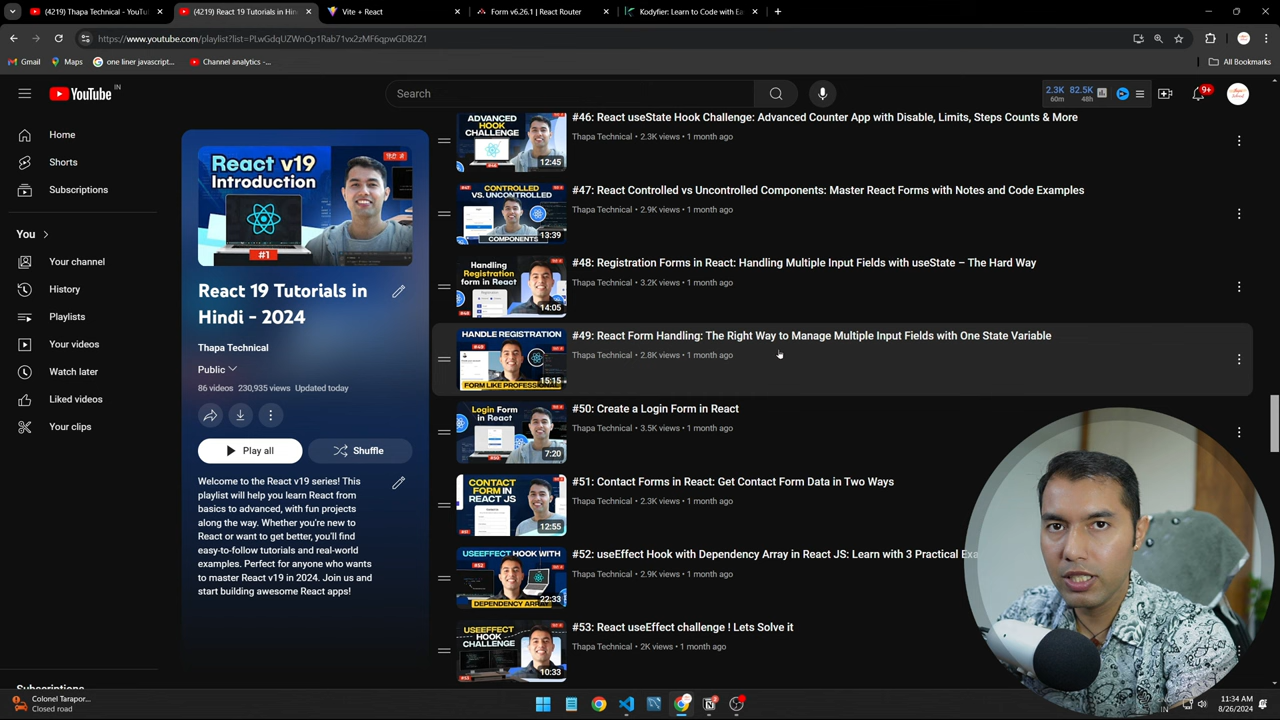 (4219) Thapa Technical - YouTu
(4219) React 19 Tutorials in Hin
Vite + React
Form v6.26.1 | React Router
Kodyfier: Learn to Code with Ea
https://www.youtube.com/playlist?list=PLwGdqUZWnOp1Rab71vx2zMF6qpwGDB2Z1
Gmail
Maps
one liner javascript...
Channel analytics -...
All Bookmarks
YouTube IN
Search
2.3K 82.5K
60m 48h
9+
Home
Shorts
Subscriptions
You
Your channel
History
Playlists
Your videos
Watch later
Liked videos
Your clips
React v19
Introduction
#1
React 19 Tutorials in
Hindi - 2024
Thapa Technical
Public
86 videos 230,935 views Updated today
Play all
Shuffle
Welcome to the React v19 series! This
playlist will help you learn React from
basics to advanced, with fun projects
along the way. Whether you're new to
React or want to get better, you'll find
easy-to-follow tutorials and real-world
examples. Perfect for anyone who wants
to master React v19 in 2024. Join us and
start building awesome React apps!
ADVANCED
HOOK
CHALLENGE
12:45
#46: React useState Hook Challenge: Advanced Counter App with Disable, Limits, Steps Counts & More
Thapa Technical • 2.3K views • 1 month ago
CONTROLLED
VS. UNCONTROLLED
COMPONENTS
13:39
#47: React Controlled vs Uncontrolled Components: Master React Forms with Notes and Code Examples
Thapa Technical • 2.9K views • 1 month ago
Handling
Registration
form in React
14:05
#48: Registration Forms in React: Handling Multiple Input Fields with useState – The Hard Way
Thapa Technical • 3.2K views • 1 month ago
HANDLE REGISTRATION
FORM LIKE PROFESSIONAL
15:15
#49: React Form Handling: The Right Way to Manage Multiple Input Fields with One State Variable
Thapa Technical • 2.8K views • 1 month ago
Login Form
in React
7:20
#50: Create a Login Form in React
Thapa Technical • 3.5K views • 1 month ago
CONTACT
FORM IN
REACT JS
12:55
#51: Contact Forms in React: Get Contact Form Data in Two Ways
Thapa Technical • 2.3K views • 1 month ago
USEEFFECT HOOK WITH
DEPENDENCY ARRAY
22:33
#52: useEffect Hook with Dependency Array in React JS: Learn with 3 Practical Exa
Thapa Technical • 2.9K views • 1 month ago
USEEFFECT
HOOK
CHALLENGE
10:33
#53: React useEffect challenge ! Lets Solve it
Thapa Technical • 2K views • 1 month ago
Subscriptions
Colonel Tarapor...
Closed road
IN
11:34 AM
8/26/2024